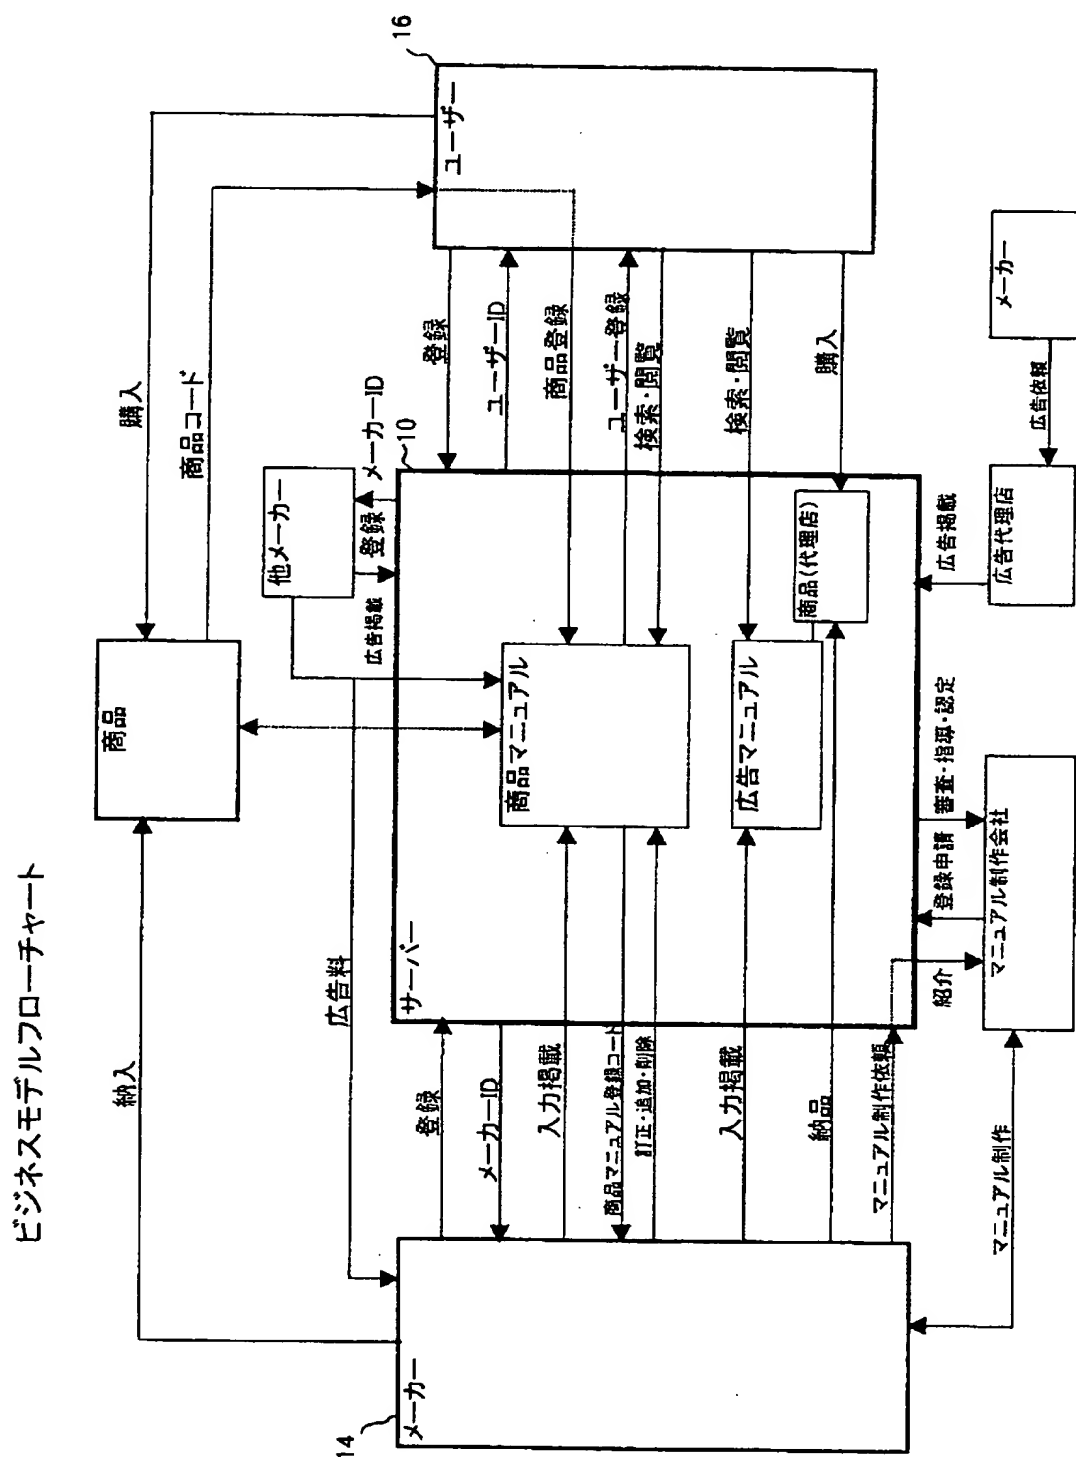 ビジネスモデルフローチャート
納入
購入
商品
商品コード
広告料
他メーカー
広告掲載
登録
メーカーID
14
メーカー
10
サーバー
16
ユーザー
登録
メーカーID
入力掲載
商品マニュアル登録コード
訂正・追加・削除
入力掲載
納品
マニュアル制作依頼
商品マニュアル
広告マニュアル
商品(代理店)
登録
ユーザーID
商品登録
ユーザー登録
検索・閲覧
検索・閲覧
購入
マニュアル制作
紹介
登録申請
審査・指導・認定
マニュアル制作会社
広告掲載
広告代理店
広告依頼
メーカー